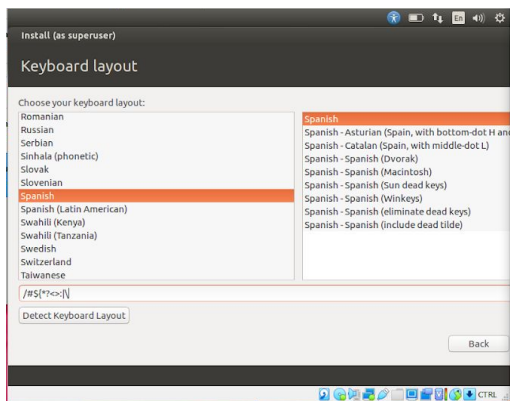 En
Install (as superuser)
Keyboard layout
Choose your keyboard layout:
Romanian
Russian
Serbian
Sinhala (phonetic)
Slovak
Slovenian
Spanish
Spanish (Latin American)
Swahili (Kenya)
Swahili (Tanzania)
Swedish
Switzerland
Taiwanese
Spanish
Spanish - Asturian (Spain, with bottom-dot H and
Spanish - Catalan (Spain, with middle-dot L)
Spanish - Spanish (Dvorak)
Spanish - Spanish (Macintosh)
Spanish - Spanish (Sun dead keys)
Spanish - Spanish (Winkeys)
Spanish - Spanish (eliminate dead keys)
Spanish - Spanish (include dead tilde)
/#${*?<>:|\
Detect Keyboard Layout
Back
CTRL